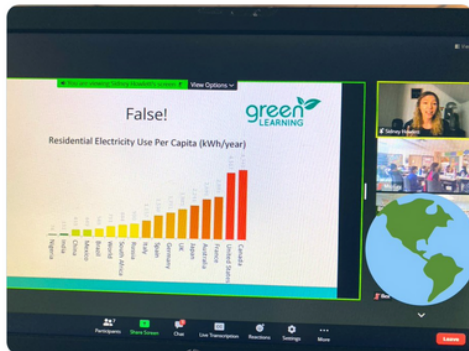 You are viewing Sidney Howlett's screen
View Options
View
False!
green
LEARNING
Residential Electricity Use Per Capita (kWh/year)
Nigeria
India
China
Mexico
Brazil
World
South Africa
Russia
Italy
Spain
Germany
UK
Japan
Australia
France
United States
Canada
Sidney Howlett
Participants
Share Screen
Chat
Live Transcription
Reactions
Settings
More
Leave